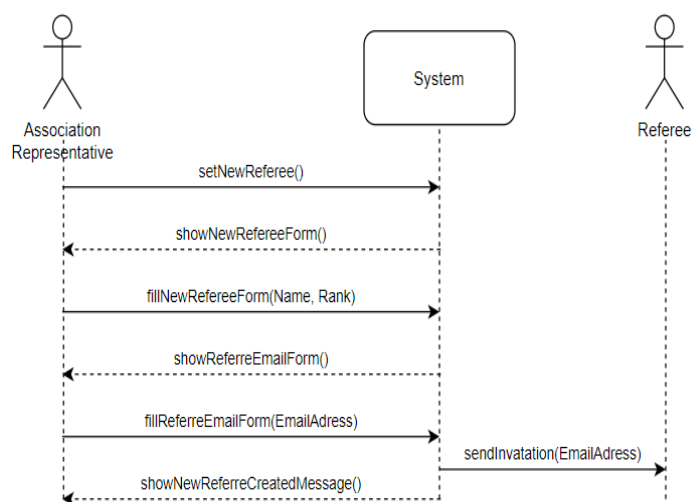 System
Association
Representative
Referee
setNewReferee()
showNewRefereeForm()
fillNewRefereeForm(Name, Rank)
showReferreEmailForm()
fillReferreEmailForm(EmailAdress)
sendInvatation(EmailAdress)
showNewReferreCreatedMessage()